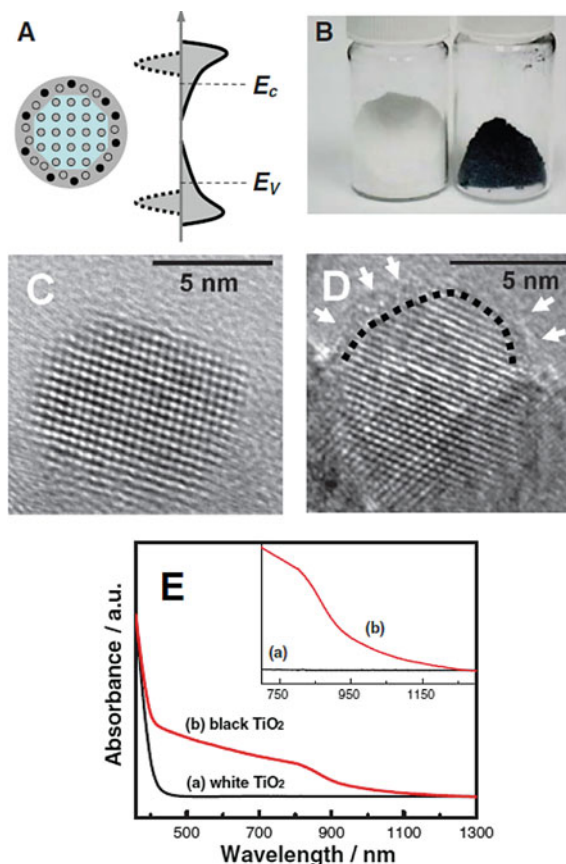 A
E_c
E_V
B
C
5 nm
D
5 nm
E
(a)
(b)
750 950 1150
(b) black TiO₂
(a) white TiO₂
Absorbance / a.u.
500 700 900 1100 1300
Wavelength / nm